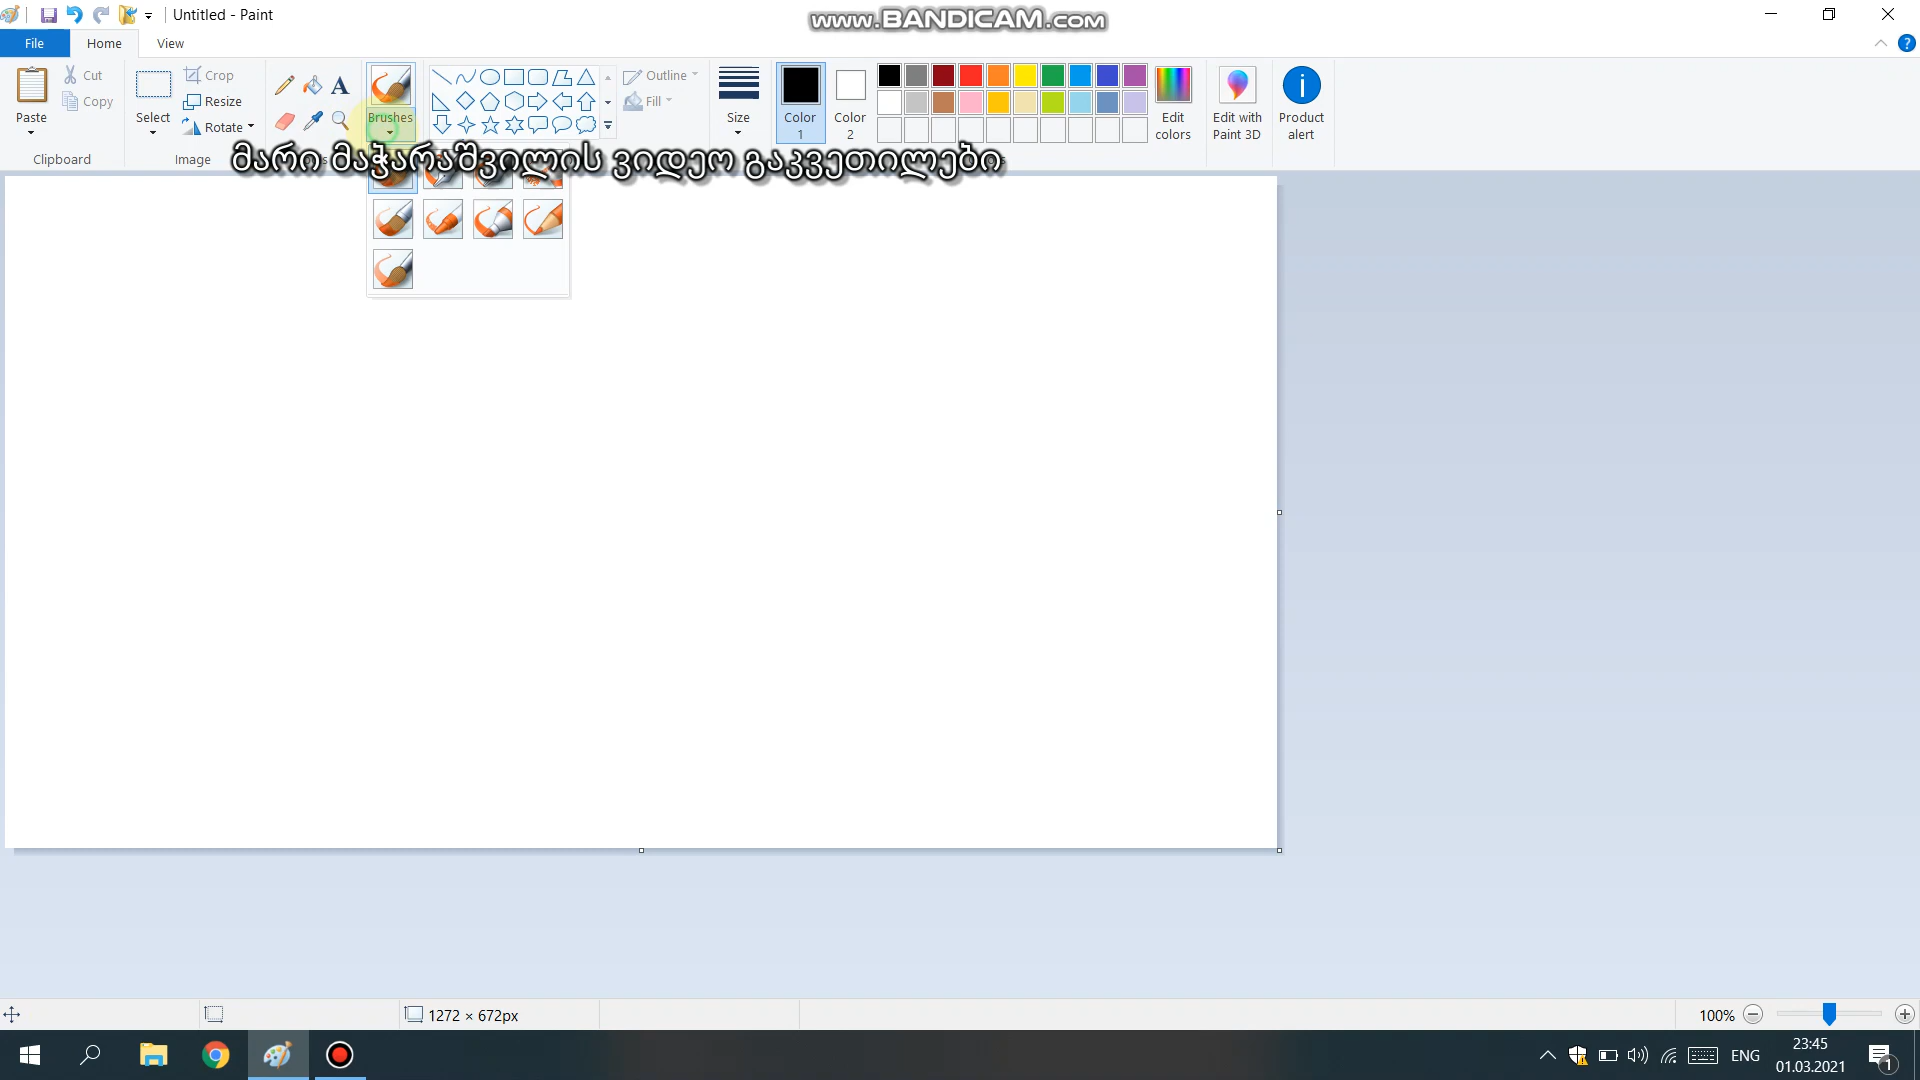 Untitled - Paint
www.BANDICAM.com
File
Home
View
Paste
Cut
Copy
Clipboard
Select
Crop
Resize
Rotate
Image
Brushes
Outline
Fill
Size
Color
1
Color
2
Edit
colors
Edit with
Paint 3D
Product
alert
მარი მაჭარაშვილის ვიდეო გაკვეთილები
1272 × 672px
100%
ENG
23:45
01.03.2021
1